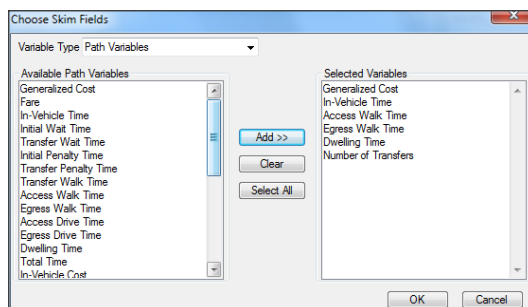 Choose Skim Fields
Variable Type Path Variables
Available Path Variables
Generalized Cost
Fare
In-Vehicle Time
Initial Wait Time
Transfer Wait Time
Initial Penalty Time
Transfer Penalty Time
Transfer Walk Time
Access Walk Time
Egress Walk Time
Access Drive Time
Egress Drive Time
Dwelling Time
Total Time
In-Vehicle Cost
Add >>
Clear
Select All
Selected Variables
Generalized Cost
In-Vehicle Time
Access Walk Time
Egress Walk Time
Dwelling Time
Number of Transfers
OK
Cancel